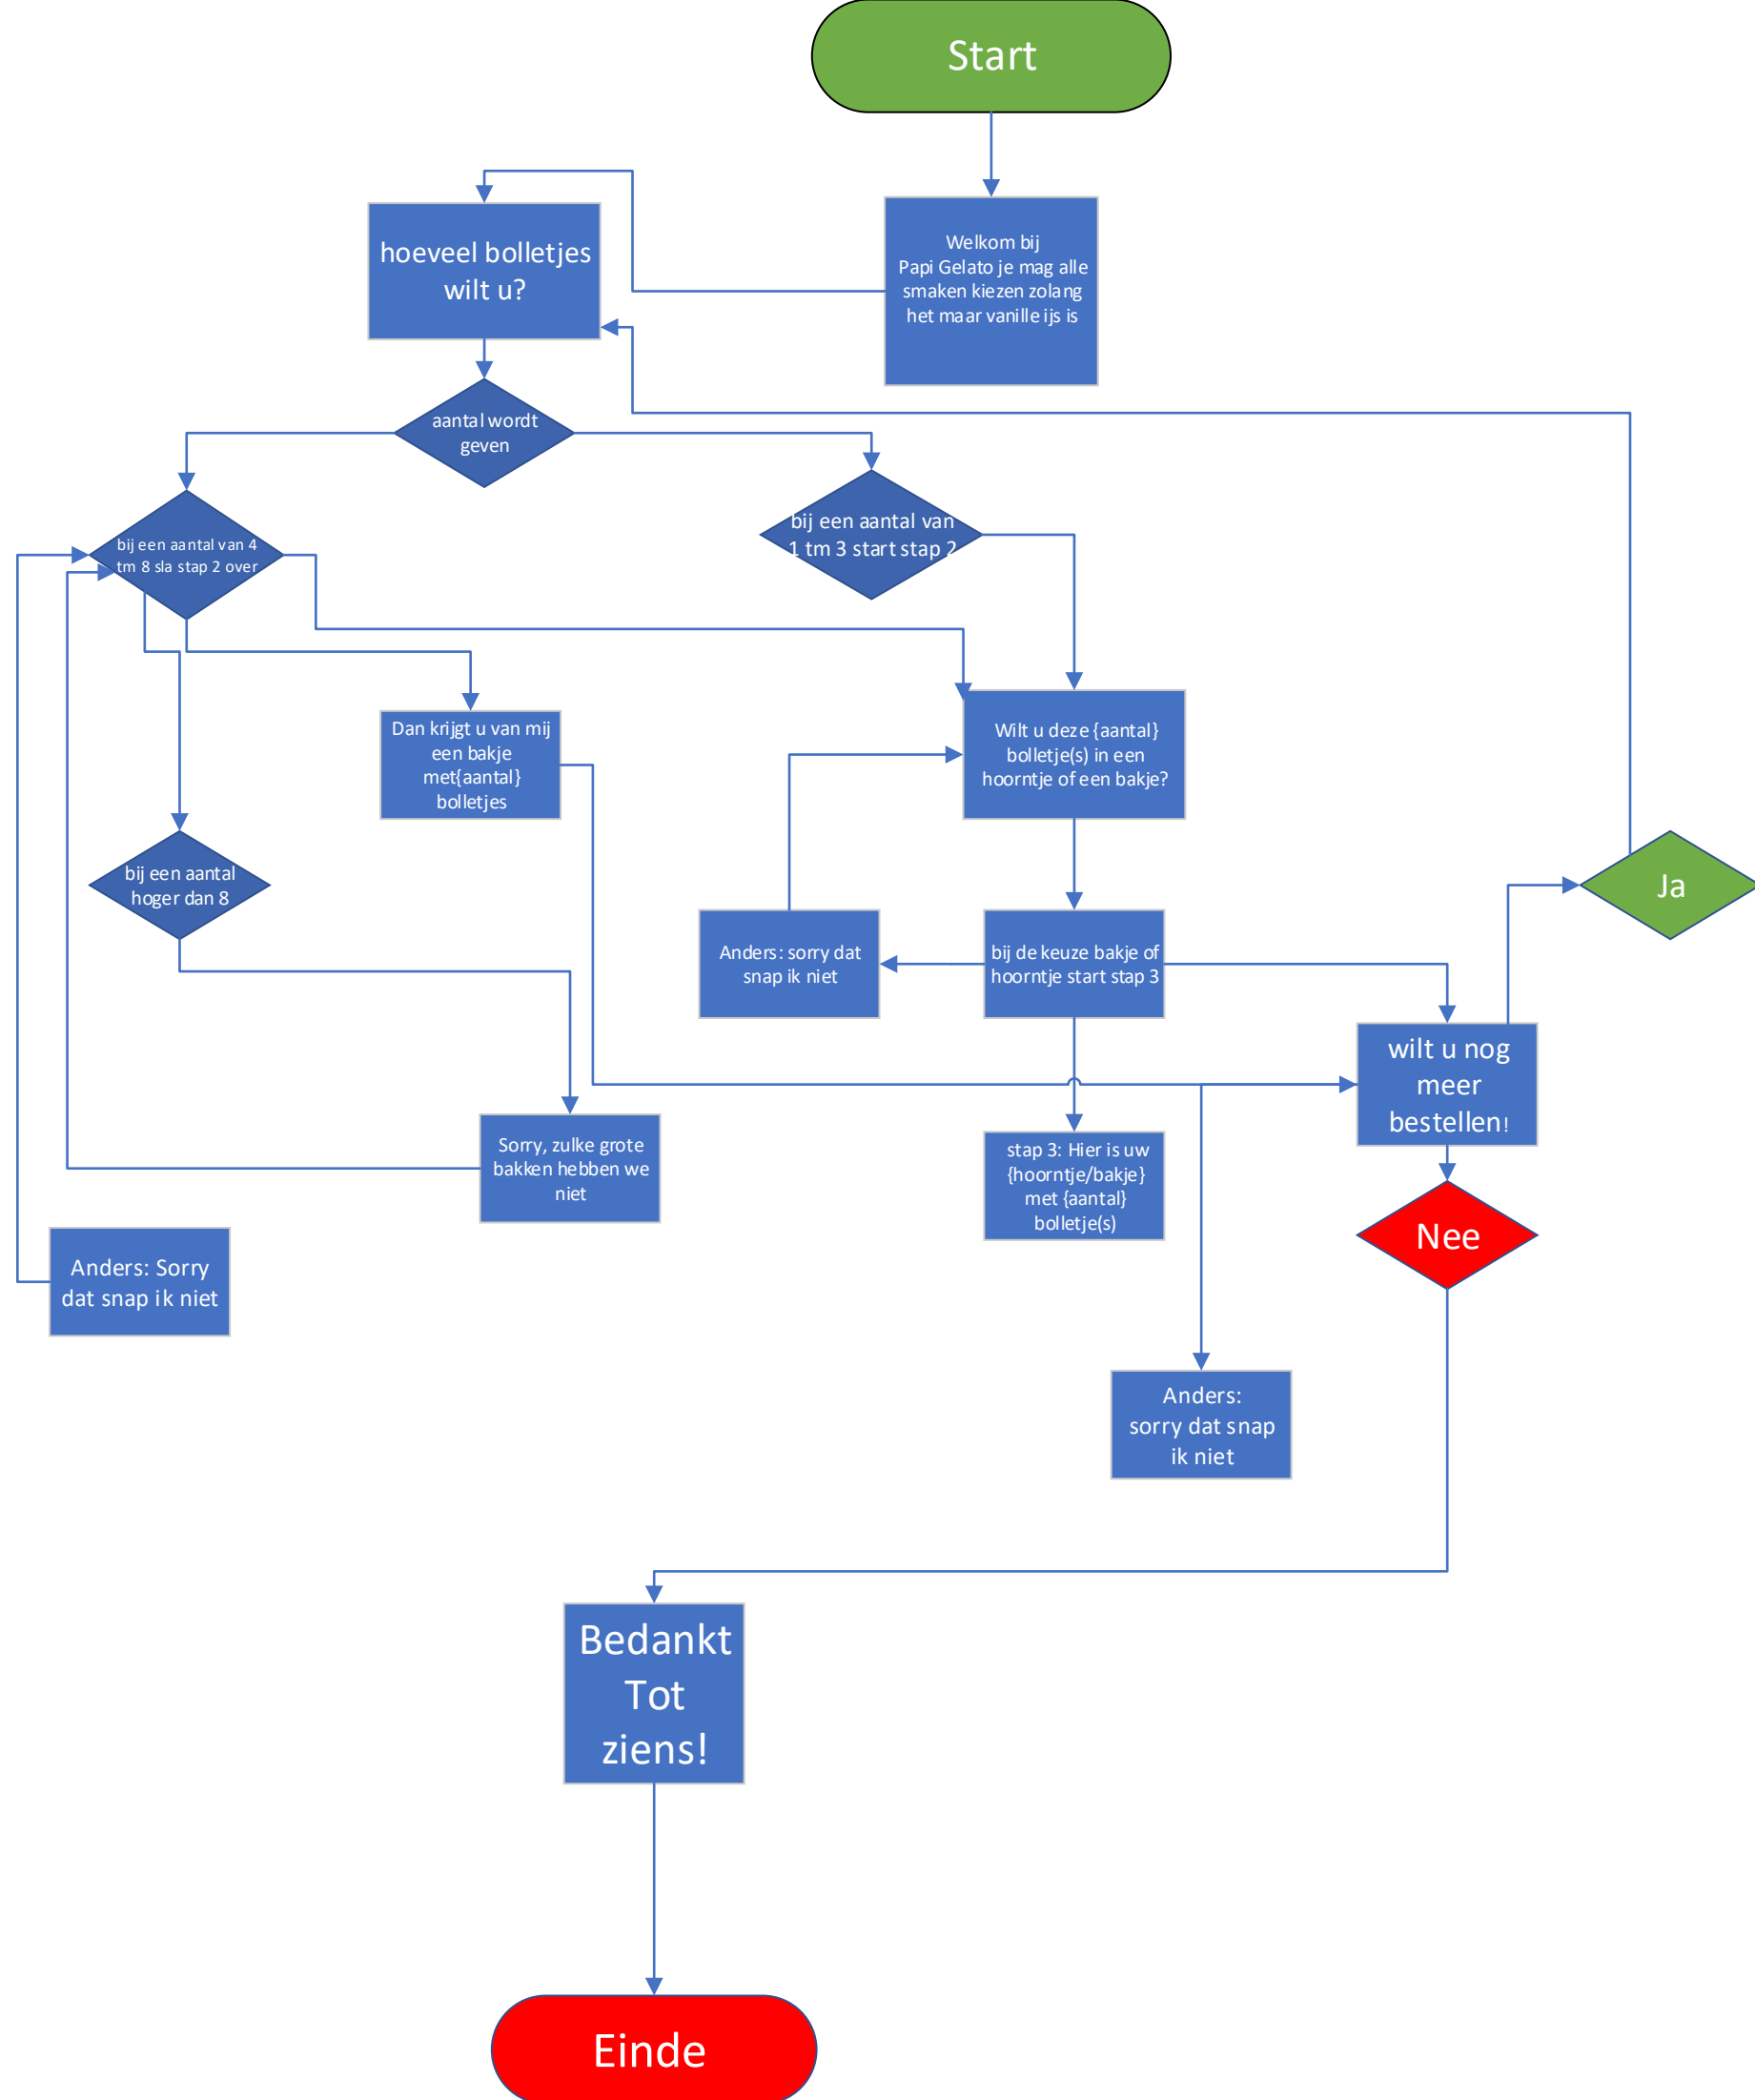 Start
Welkom bij
Papi Gelato je mag alle
smaken kiezen zolang
het maar vanille ijs is
hoeveel bolletjes
wilt u?
aantal wordt
geven
bij een aantal van
1 tm 3 start stap 2
bij een aantal van 4
tm 8 sla stap 2 over
Dan krijgt u van mij
een bakje
met{aantal}
bolletjes
Wilt u deze {aantal}
bolletje(s) in een
hoorntje of een bakje?
bij een aantal
hoger dan 8
Ja
Anders: sorry dat
snap ik niet
bij de keuze bakje of
hoorntje start stap 3
wilt u nog
meer
bestellen!
Sorry, zulke grote
bakken hebben we
niet
stap 3: Hier is uw
{hoorntje/bakje}
met {aantal}
bolletje(s)
Nee
Anders: Sorry
dat snap ik niet
Anders:
sorry dat snap
ik niet
Bedankt
Tot
ziens!
Einde